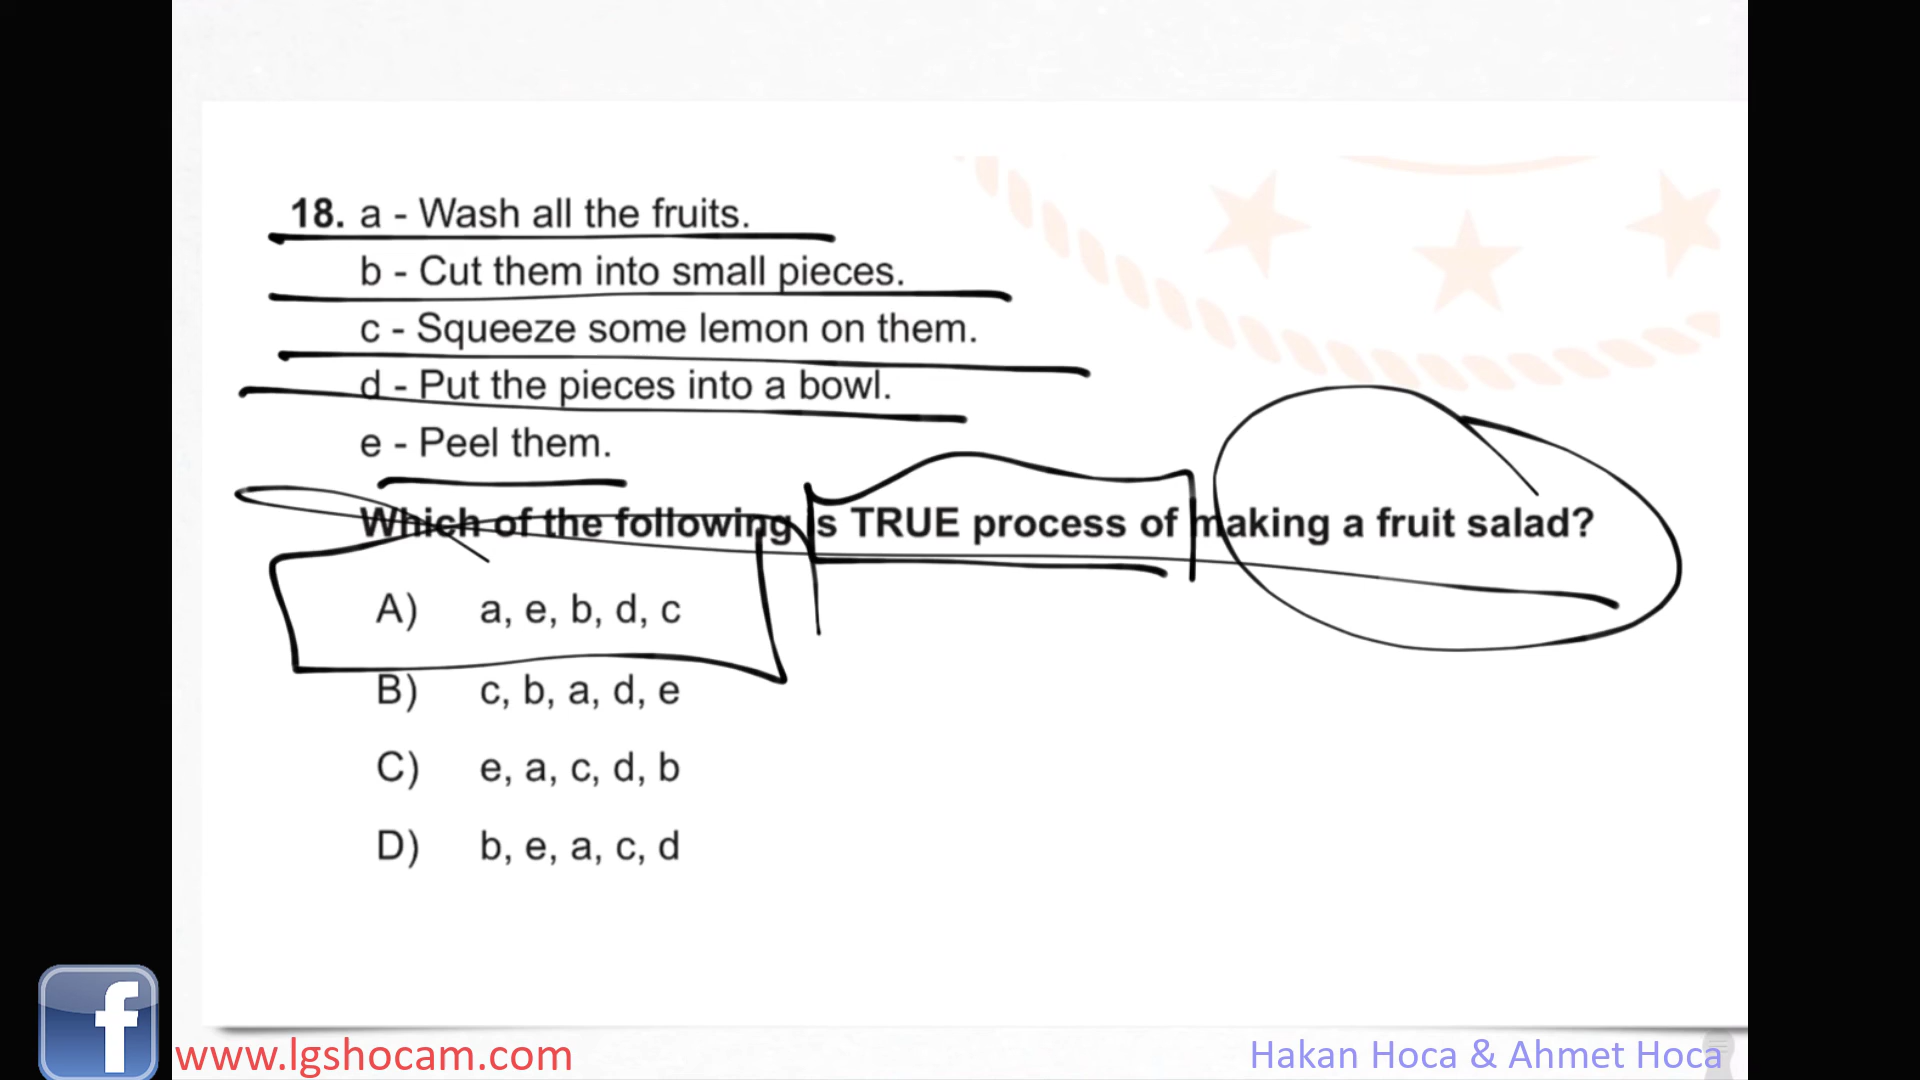 18. a - Wash all the fruits.
b - Cut them into small pieces.
c - Squeeze some lemon on them.
d - Put the pieces into a bowl.
e - Peel them.
Which of the following is TRUE process of making a fruit salad?
A) a, e, b, d, c
B) c, b, a, d, e
C) e, a, c, d, b
D) b, e, a, c, d
f
www.lgshocam.com
Hakan Hoca & Ahmet Hoca